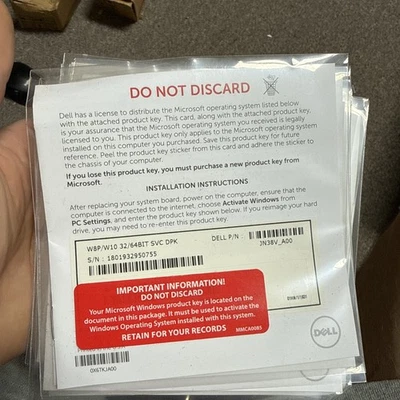 DO NOT DISCARD
Dell has a license to distribute the Microsoft operating system listed below
with the attached product key. This card, along with the attached product key,
is your assurance that the Microsoft operating system you received is legally
licensed to you. This product key only applies to the Microsoft operating system
installed on this computer you purchased. Save this product key for future
reference. Peel the product key sticker from this card and adhere the sticker to
the chassis of your computer.
If you lose this product key, you must purchase a new product key from
Microsoft.
INSTALLATION INSTRUCTIONS
After replacing your system board, power on the computer, ensure that the
computer is connected to the internet, choose Activate Windows from
PC Settings, and enter the product key shown below. If you reimage your hard
drive, you may need to re-enter this product key.
W8P/W10 32/64BIT SVC DPK
DELL P/N :
S/N : 1801932950755
JN38V_A00
IMPORTANT INFORMATION!
DO NOT DISCARD
Your Microsoft Windows product key is located on the
document in this package. It must be used to activate the
Windows Operating System installed with this system.
RETAIN FOR YOUR RECORDS MMCA0085
DELL
0X6TKJA00